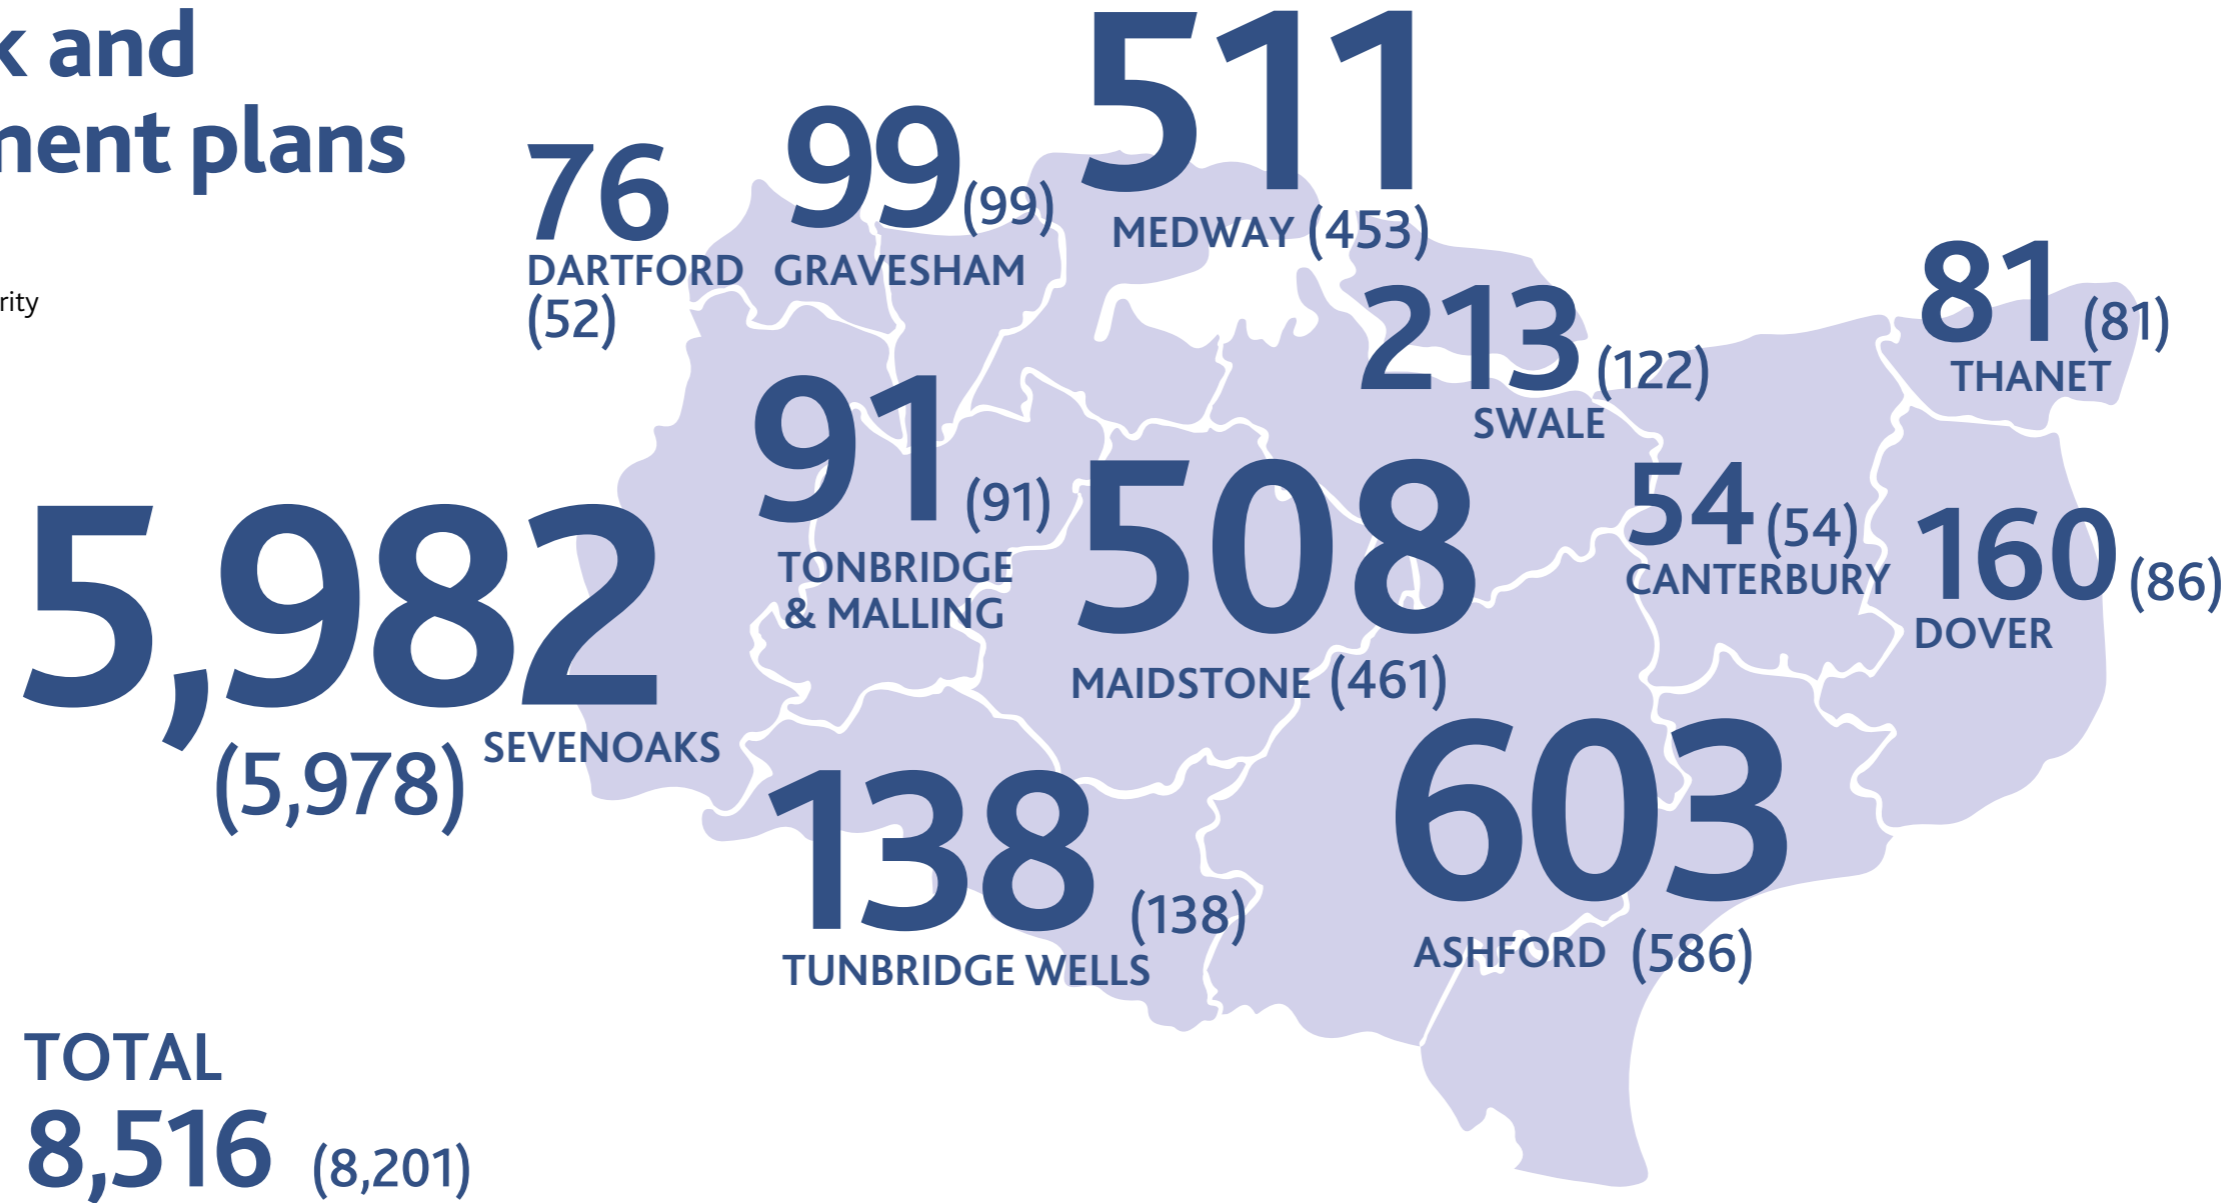 and
plans
76
DARTFORD
(52)
99 (99)
GRAVESHAM
511
MEDWAY (453)
213 (122)
SWALE
81 (81)
THANET
91 (91)
TONBRIDGE
& MALLING
508
MAIDSTONE (461)
54 (54)
CANTERBURY
160 (86)
DOVER
5,982
SEVENOAKS
(5,978)
138 (138)
TUNBRIDGE WELLS
603
ASHFORD (586)
TOTAL
8,516 (8,201)